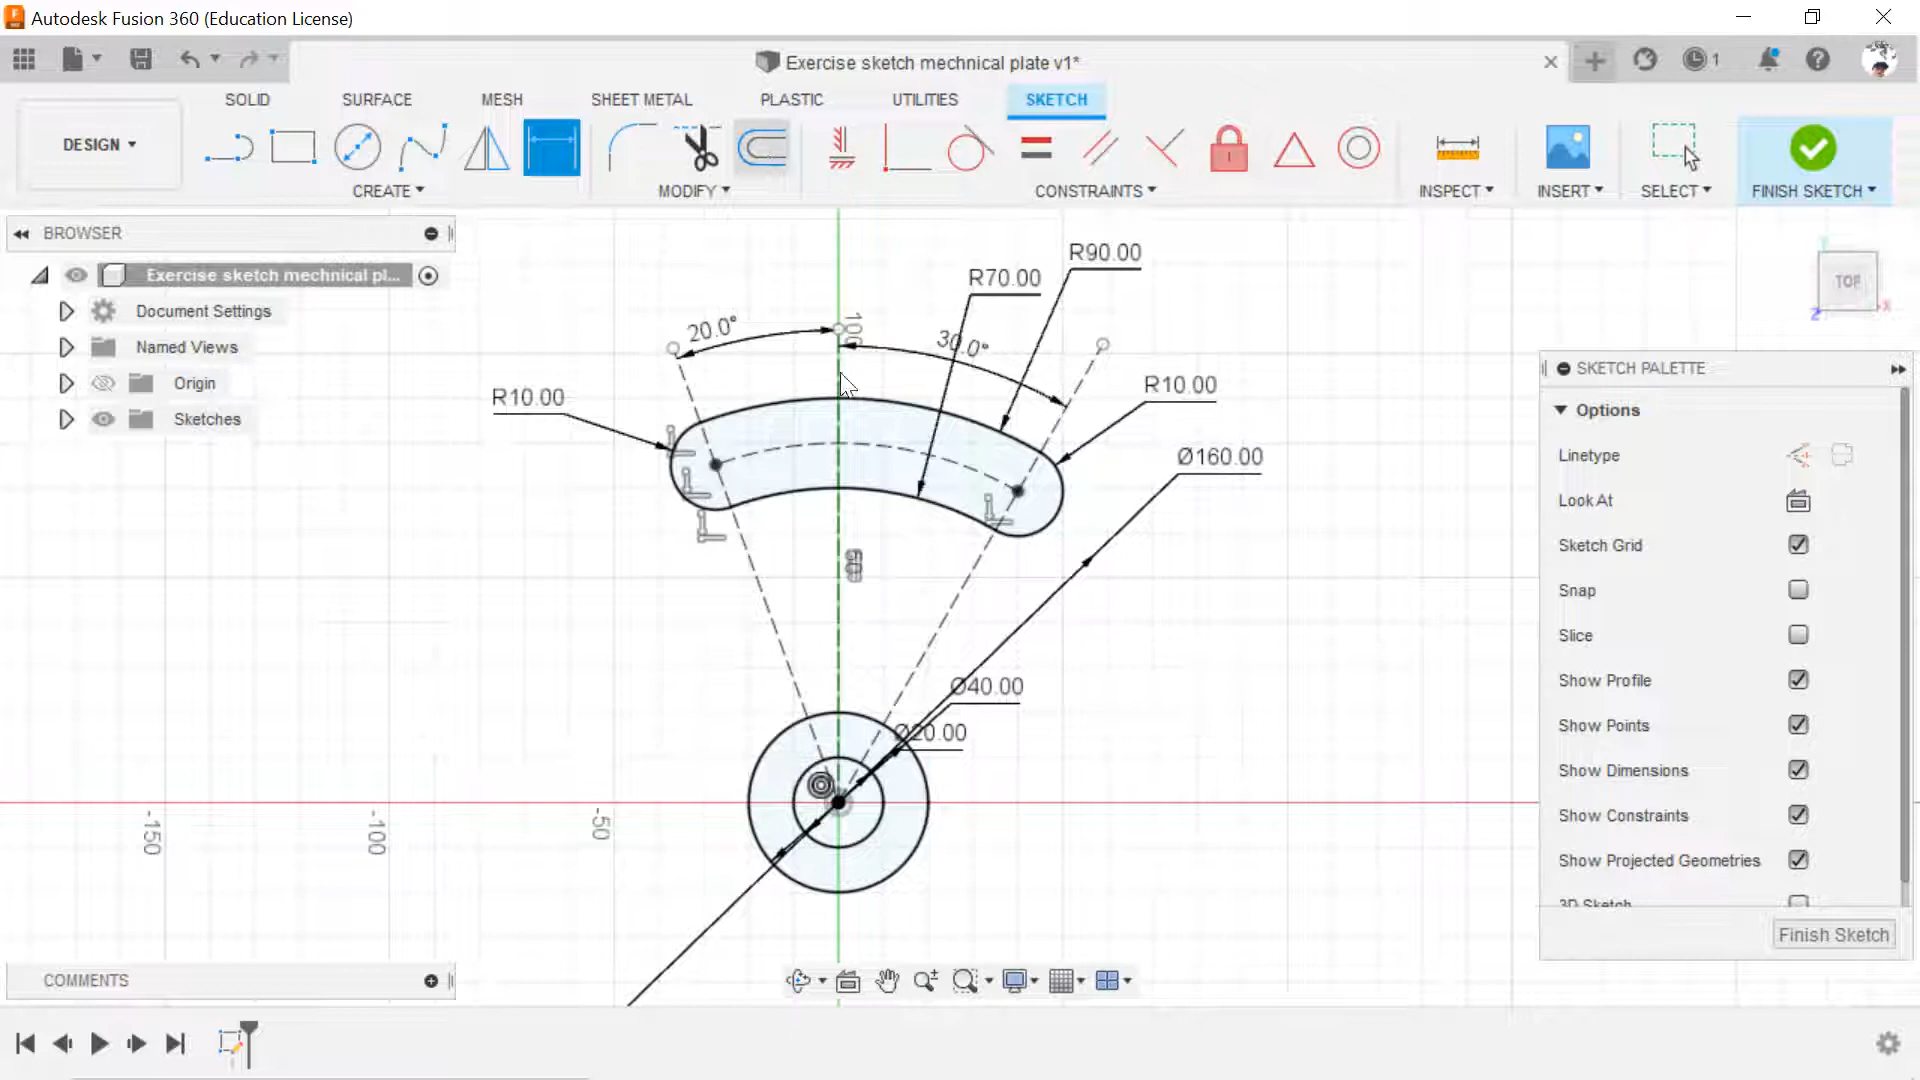 Autodesk Fusion 360 (Education License)
Exercise sketch mechnical plate v1*
1
SOLID SURFACE MESH SHEET METAL PLASTIC UTILITIES SKETCH
DESIGN
CREATE MODIFY CONSTRAINTS INSPECT INSERT SELECT FINISH SKETCH
BROWSER
Exercise sketch mechnical pl...
Document Settings
Named Views
Origin
Sketches
R90.00
R70.00
20.0°
100
30.0°
R10.00
R10.00
Ø160.00
50
Ø40.00
Ø20.00
-150
-100
-50
TOP
X
Z
SKETCH PALETTE
Options
Linetype
Look At
Sketch Grid
Snap
Slice
Show Profile
Show Points
Show Dimensions
Show Constraints
Show Projected Geometries
3D Sketch
Finish Sketch
COMMENTS